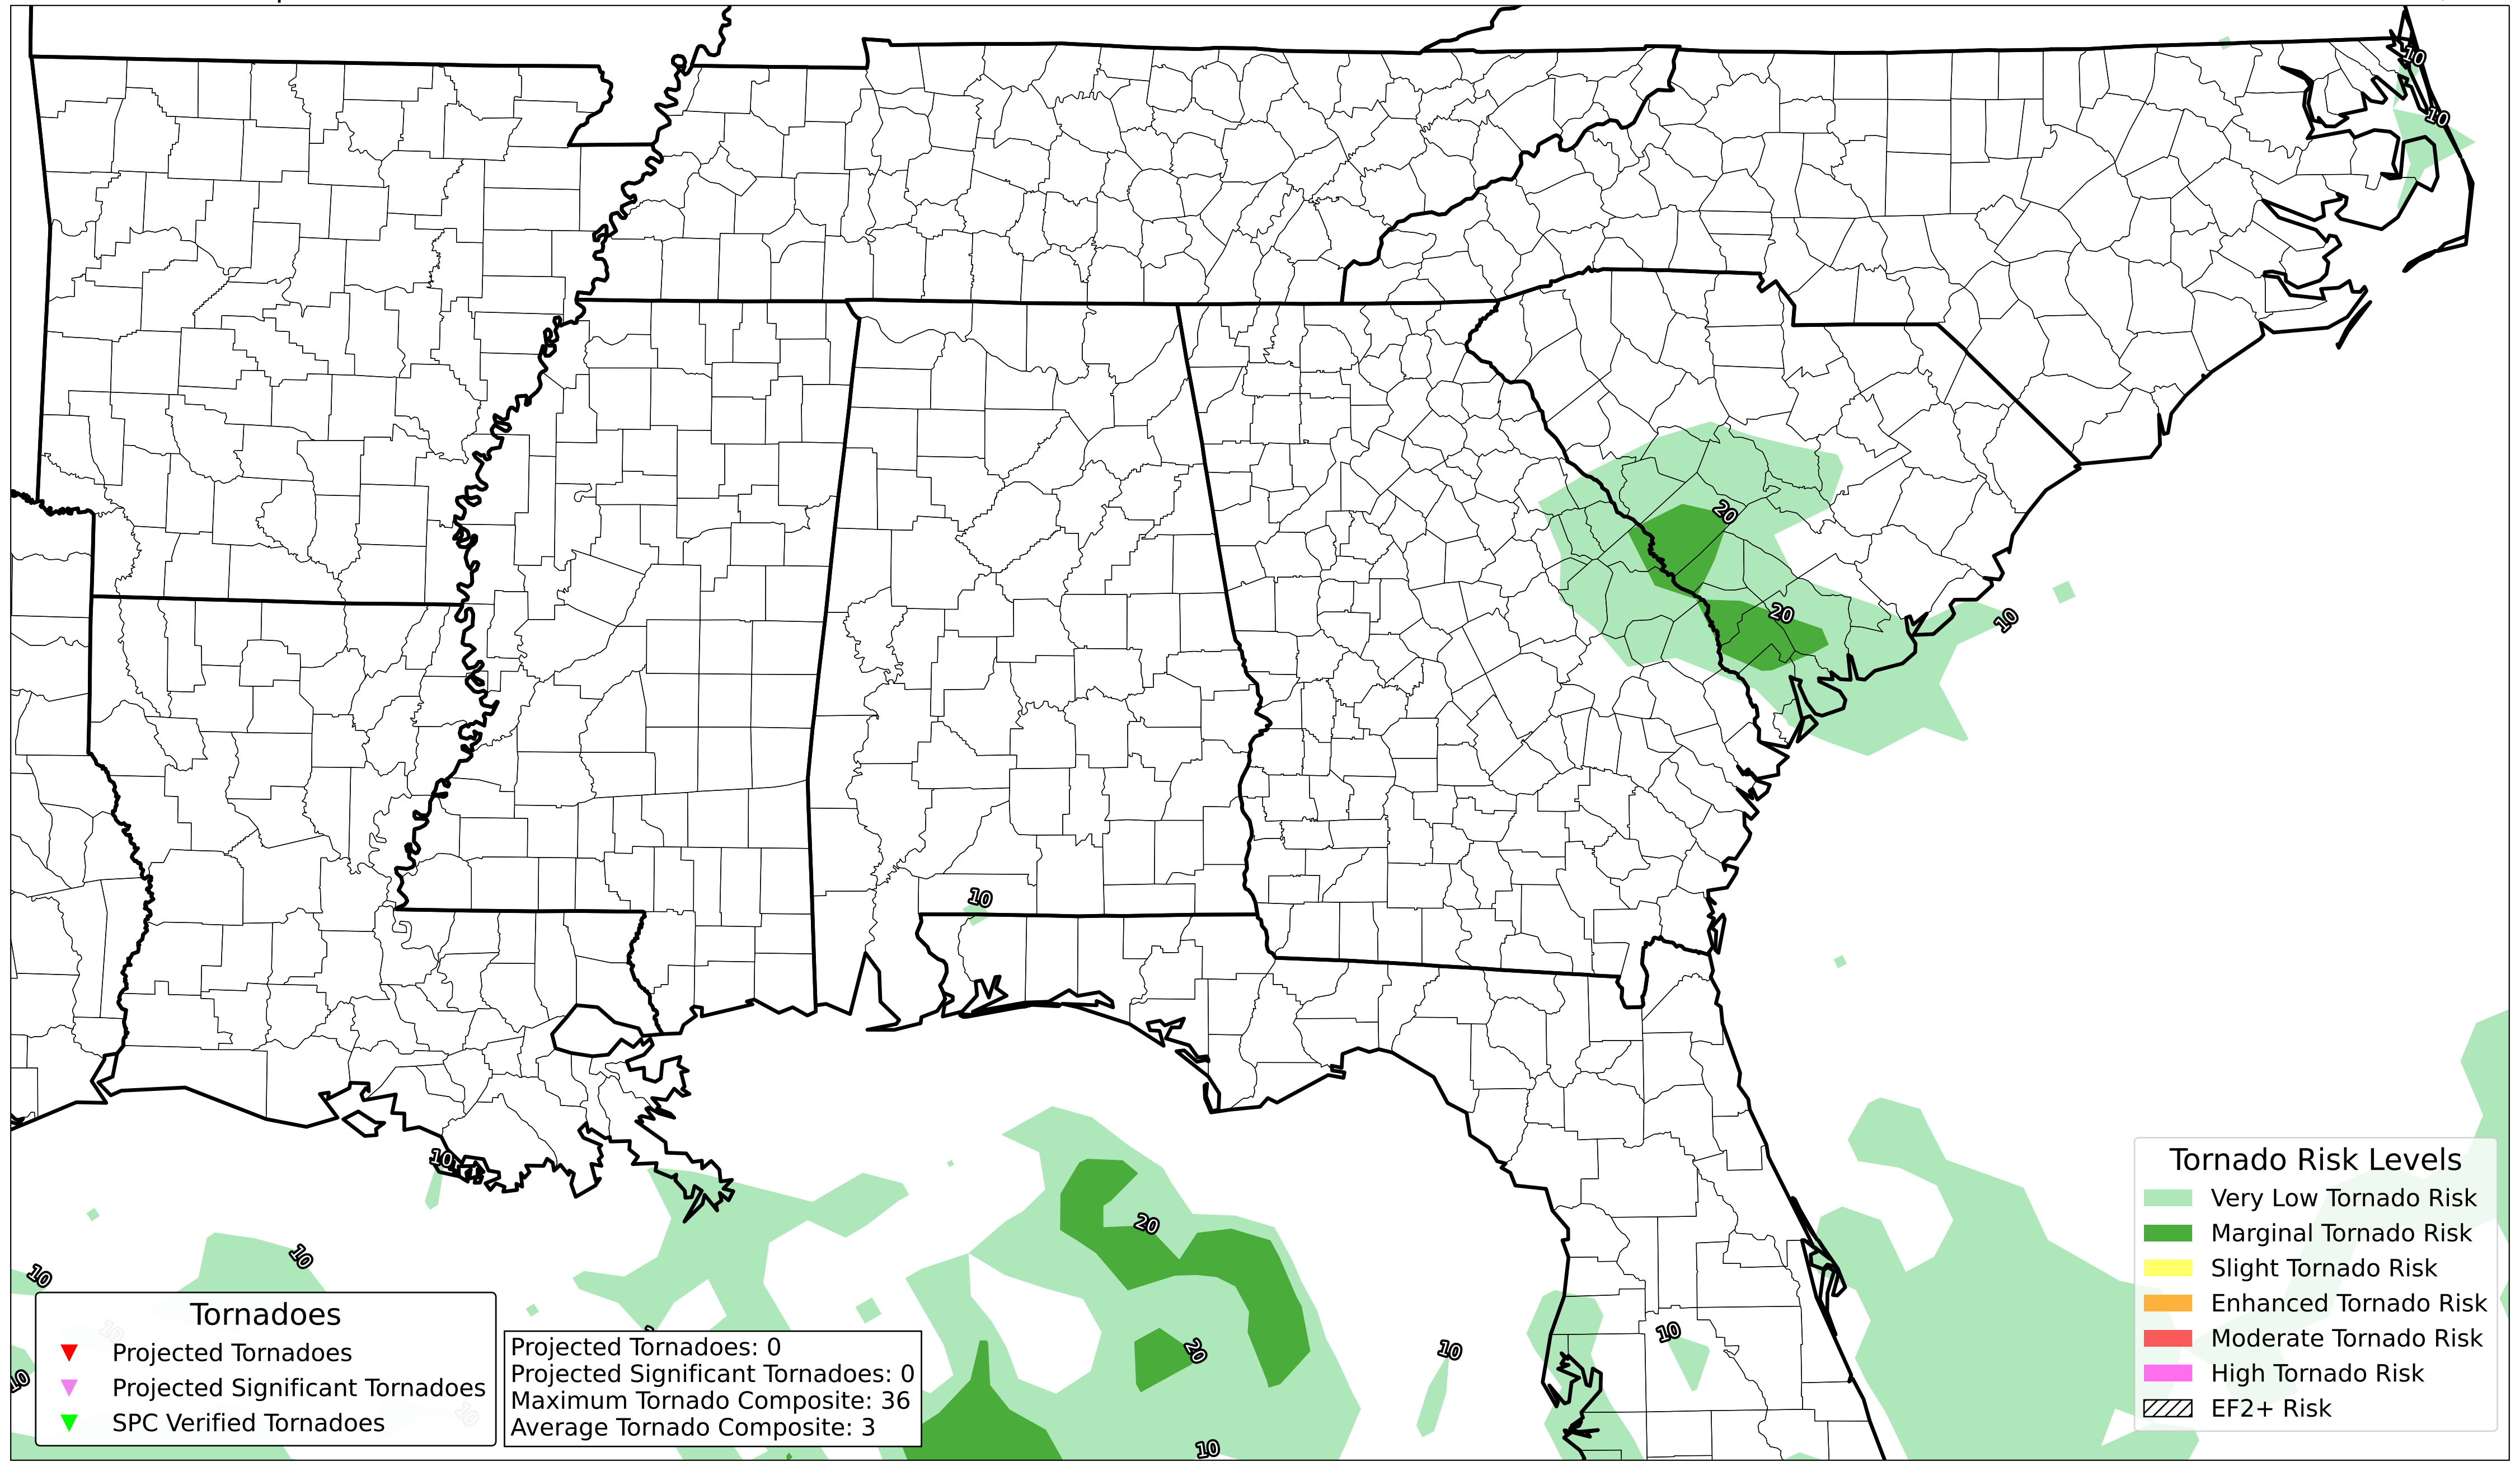 10
10
20
20
10
10
10
20
10
10
10
10
20
10
10
10
10
10
Tornadoes
Projected Tornadoes
Projected Significant Tornadoes
SPC Verified Tornadoes
Projected Tornadoes: 0
Projected Significant Tornadoes: 0
Maximum Tornado Composite: 36
Average Tornado Composite: 3
Tornado Risk Levels
Very Low Tornado Risk
Marginal Tornado Risk
Slight Tornado Risk
Enhanced Tornado Risk
Moderate Tornado Risk
High Tornado Risk
EF2+ Risk